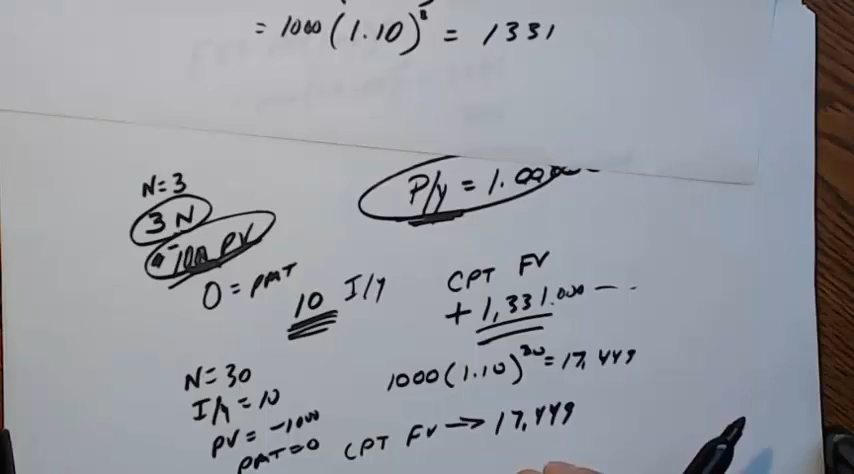 = 1000 (1.10)³ = 1331
P/y = 1.00
N=3
3 N
PV
0 = PMT
10 I/y
CPT FV
+ 1,331.000 --
1000 (1.10)³⁰ = 17,449
N=30
I/y = 10
PV = -1000
PMT=0
CPT FV → 17,449